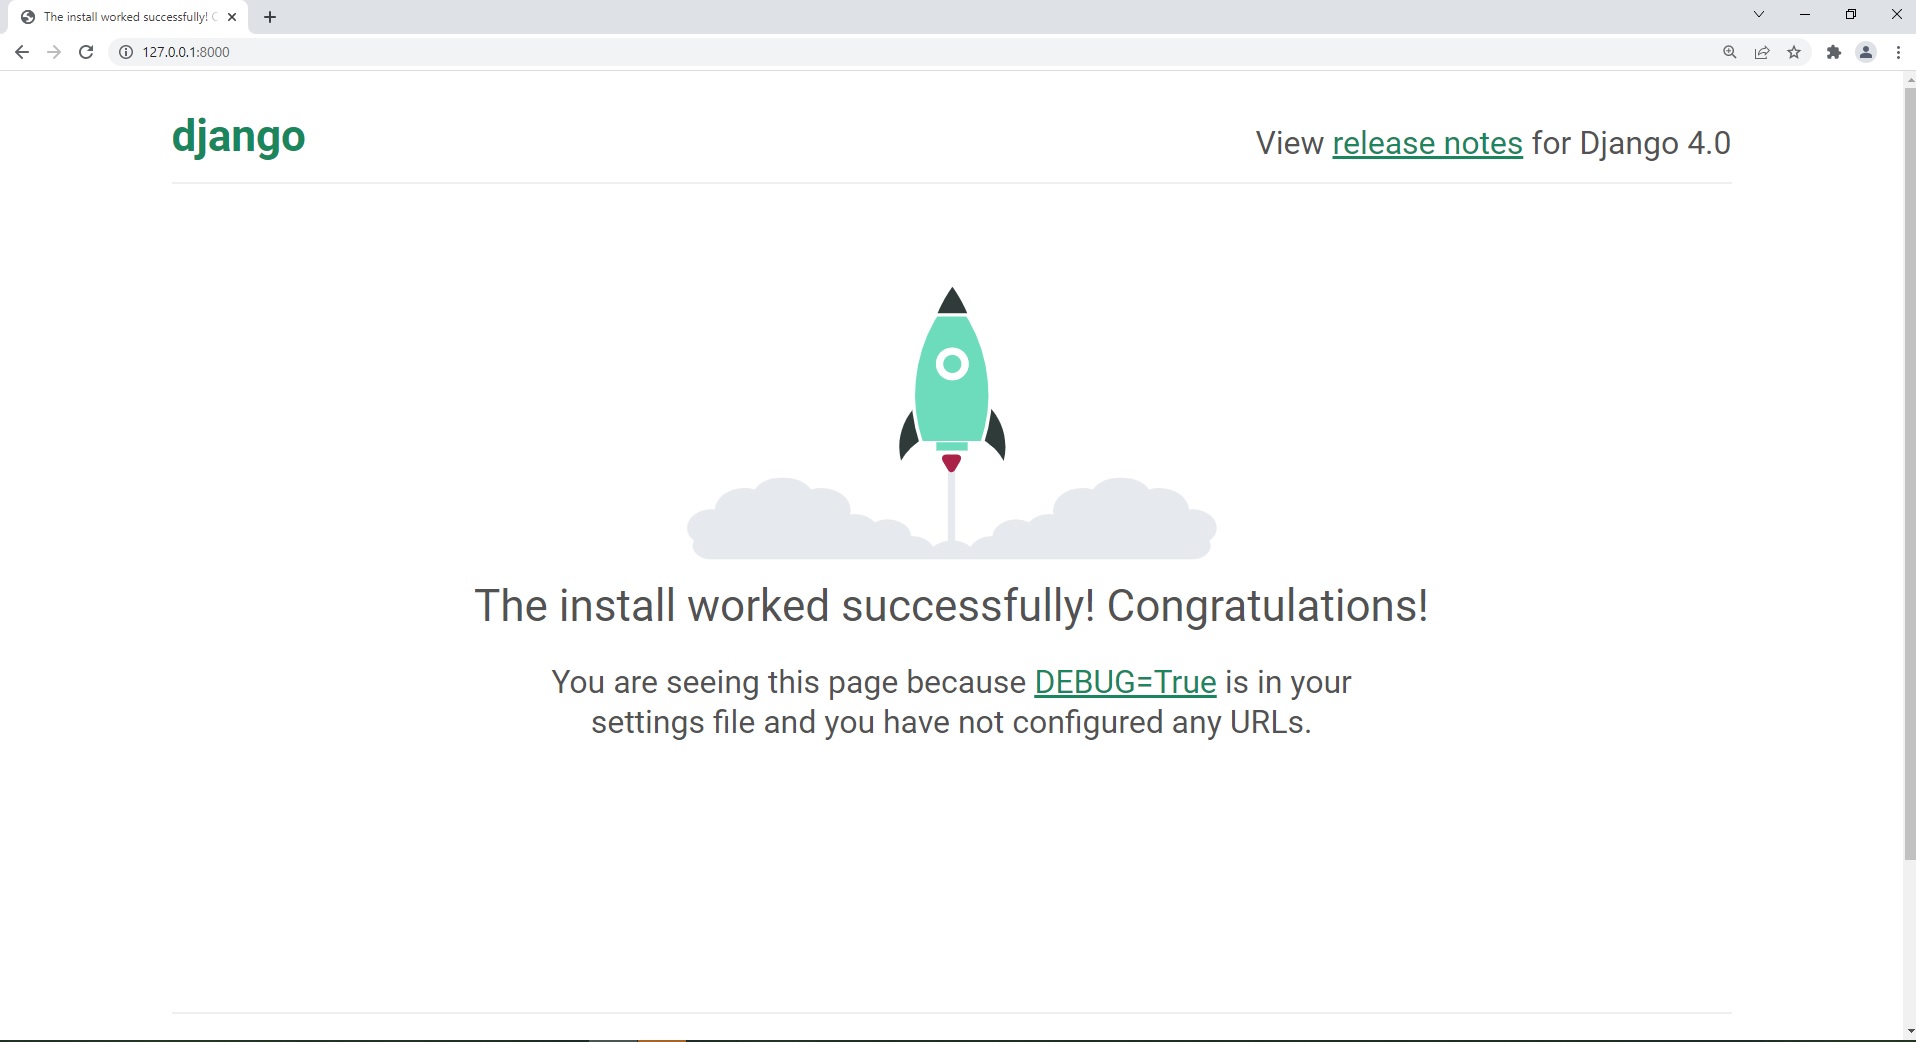 The install worked successfully! C
127.0.0.1:8000
django
View release notes for Django 4.0
The install worked successfully! Congratulations!
You are seeing this page because DEBUG=True is in your
settings file and you have not configured any URLs.